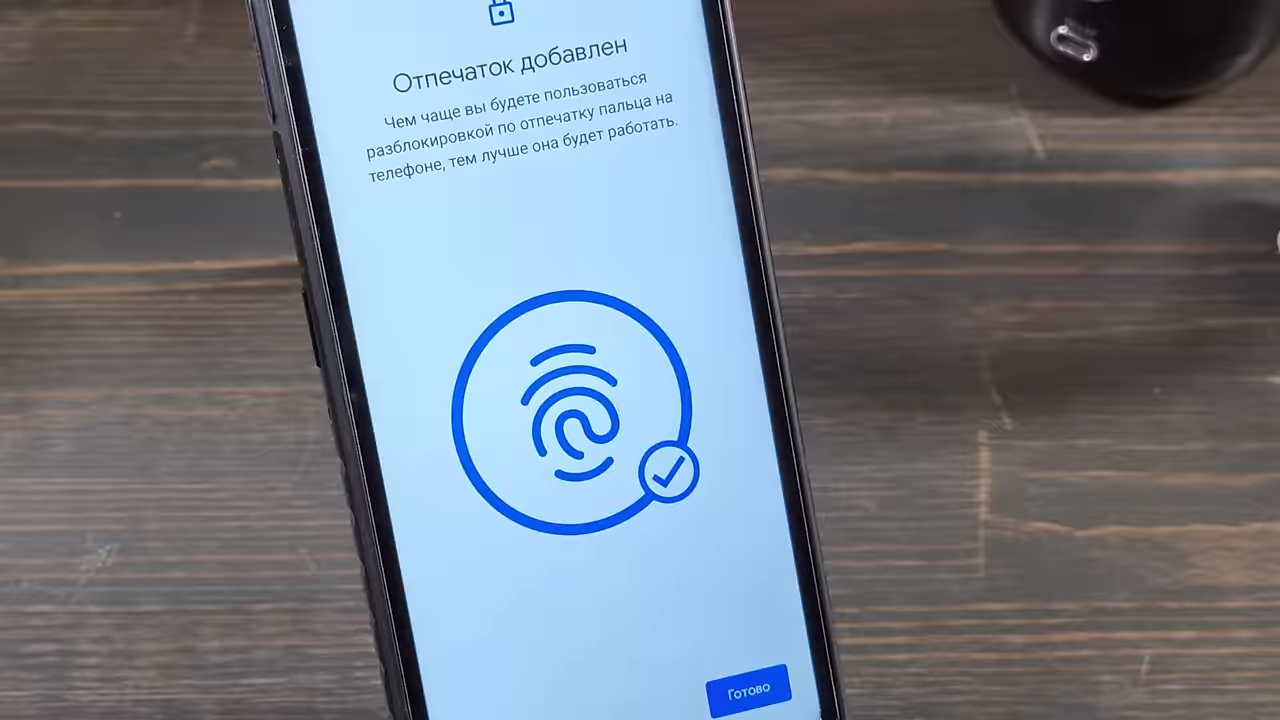 Отпечаток добавлен
Чем чаще вы будете пользоваться
разблокировкой по отпечатку пальца на
телефоне, тем лучше она будет работать.
Готово